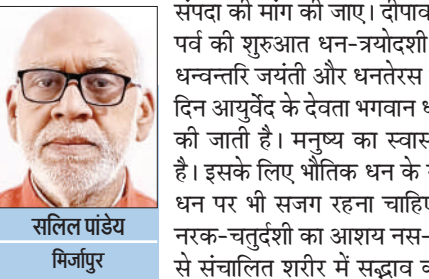 संपदा की मांग की जाए। दीपाव
पर्व की शुरुआत धन-त्रयोदशी
धन्वन्तरि जयंती और धनतेरस
दिन आयुर्वेद के देवता भगवान
की जाती है। मनुष्य का स्वास
है। इसके लिए भौतिक धन के
धन पर भी सजग रहना चाहिए
नरक-चतुर्दशी का आशय नस-
से संचालित शरीर में सद्भाव
सलिल पांडेय
मिर्जापुर